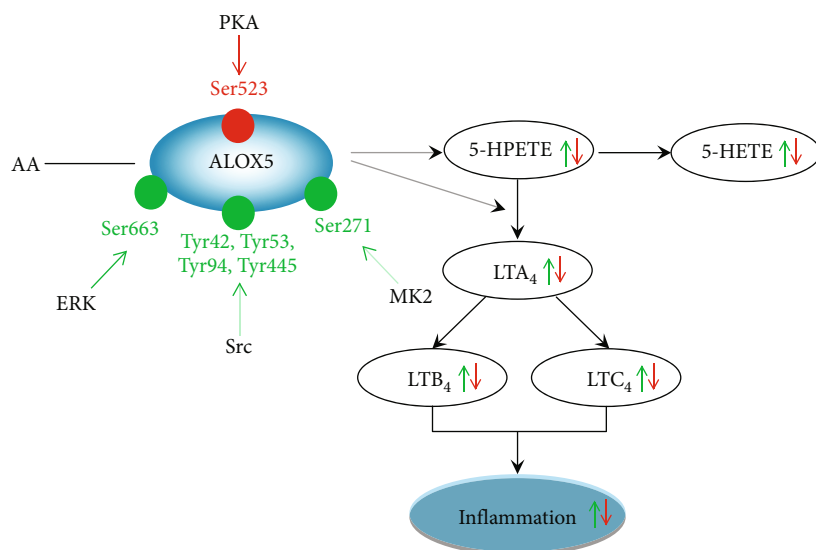 PKA
Ser523
AA
ALOX5
5-HPETE
5-HETE
Ser663
Tyr42, Tyr53,
Tyr94, Tyr445
Ser271
ERK
Src
MK2
LTA₄
LTB₄
LTC₄
Inflammation